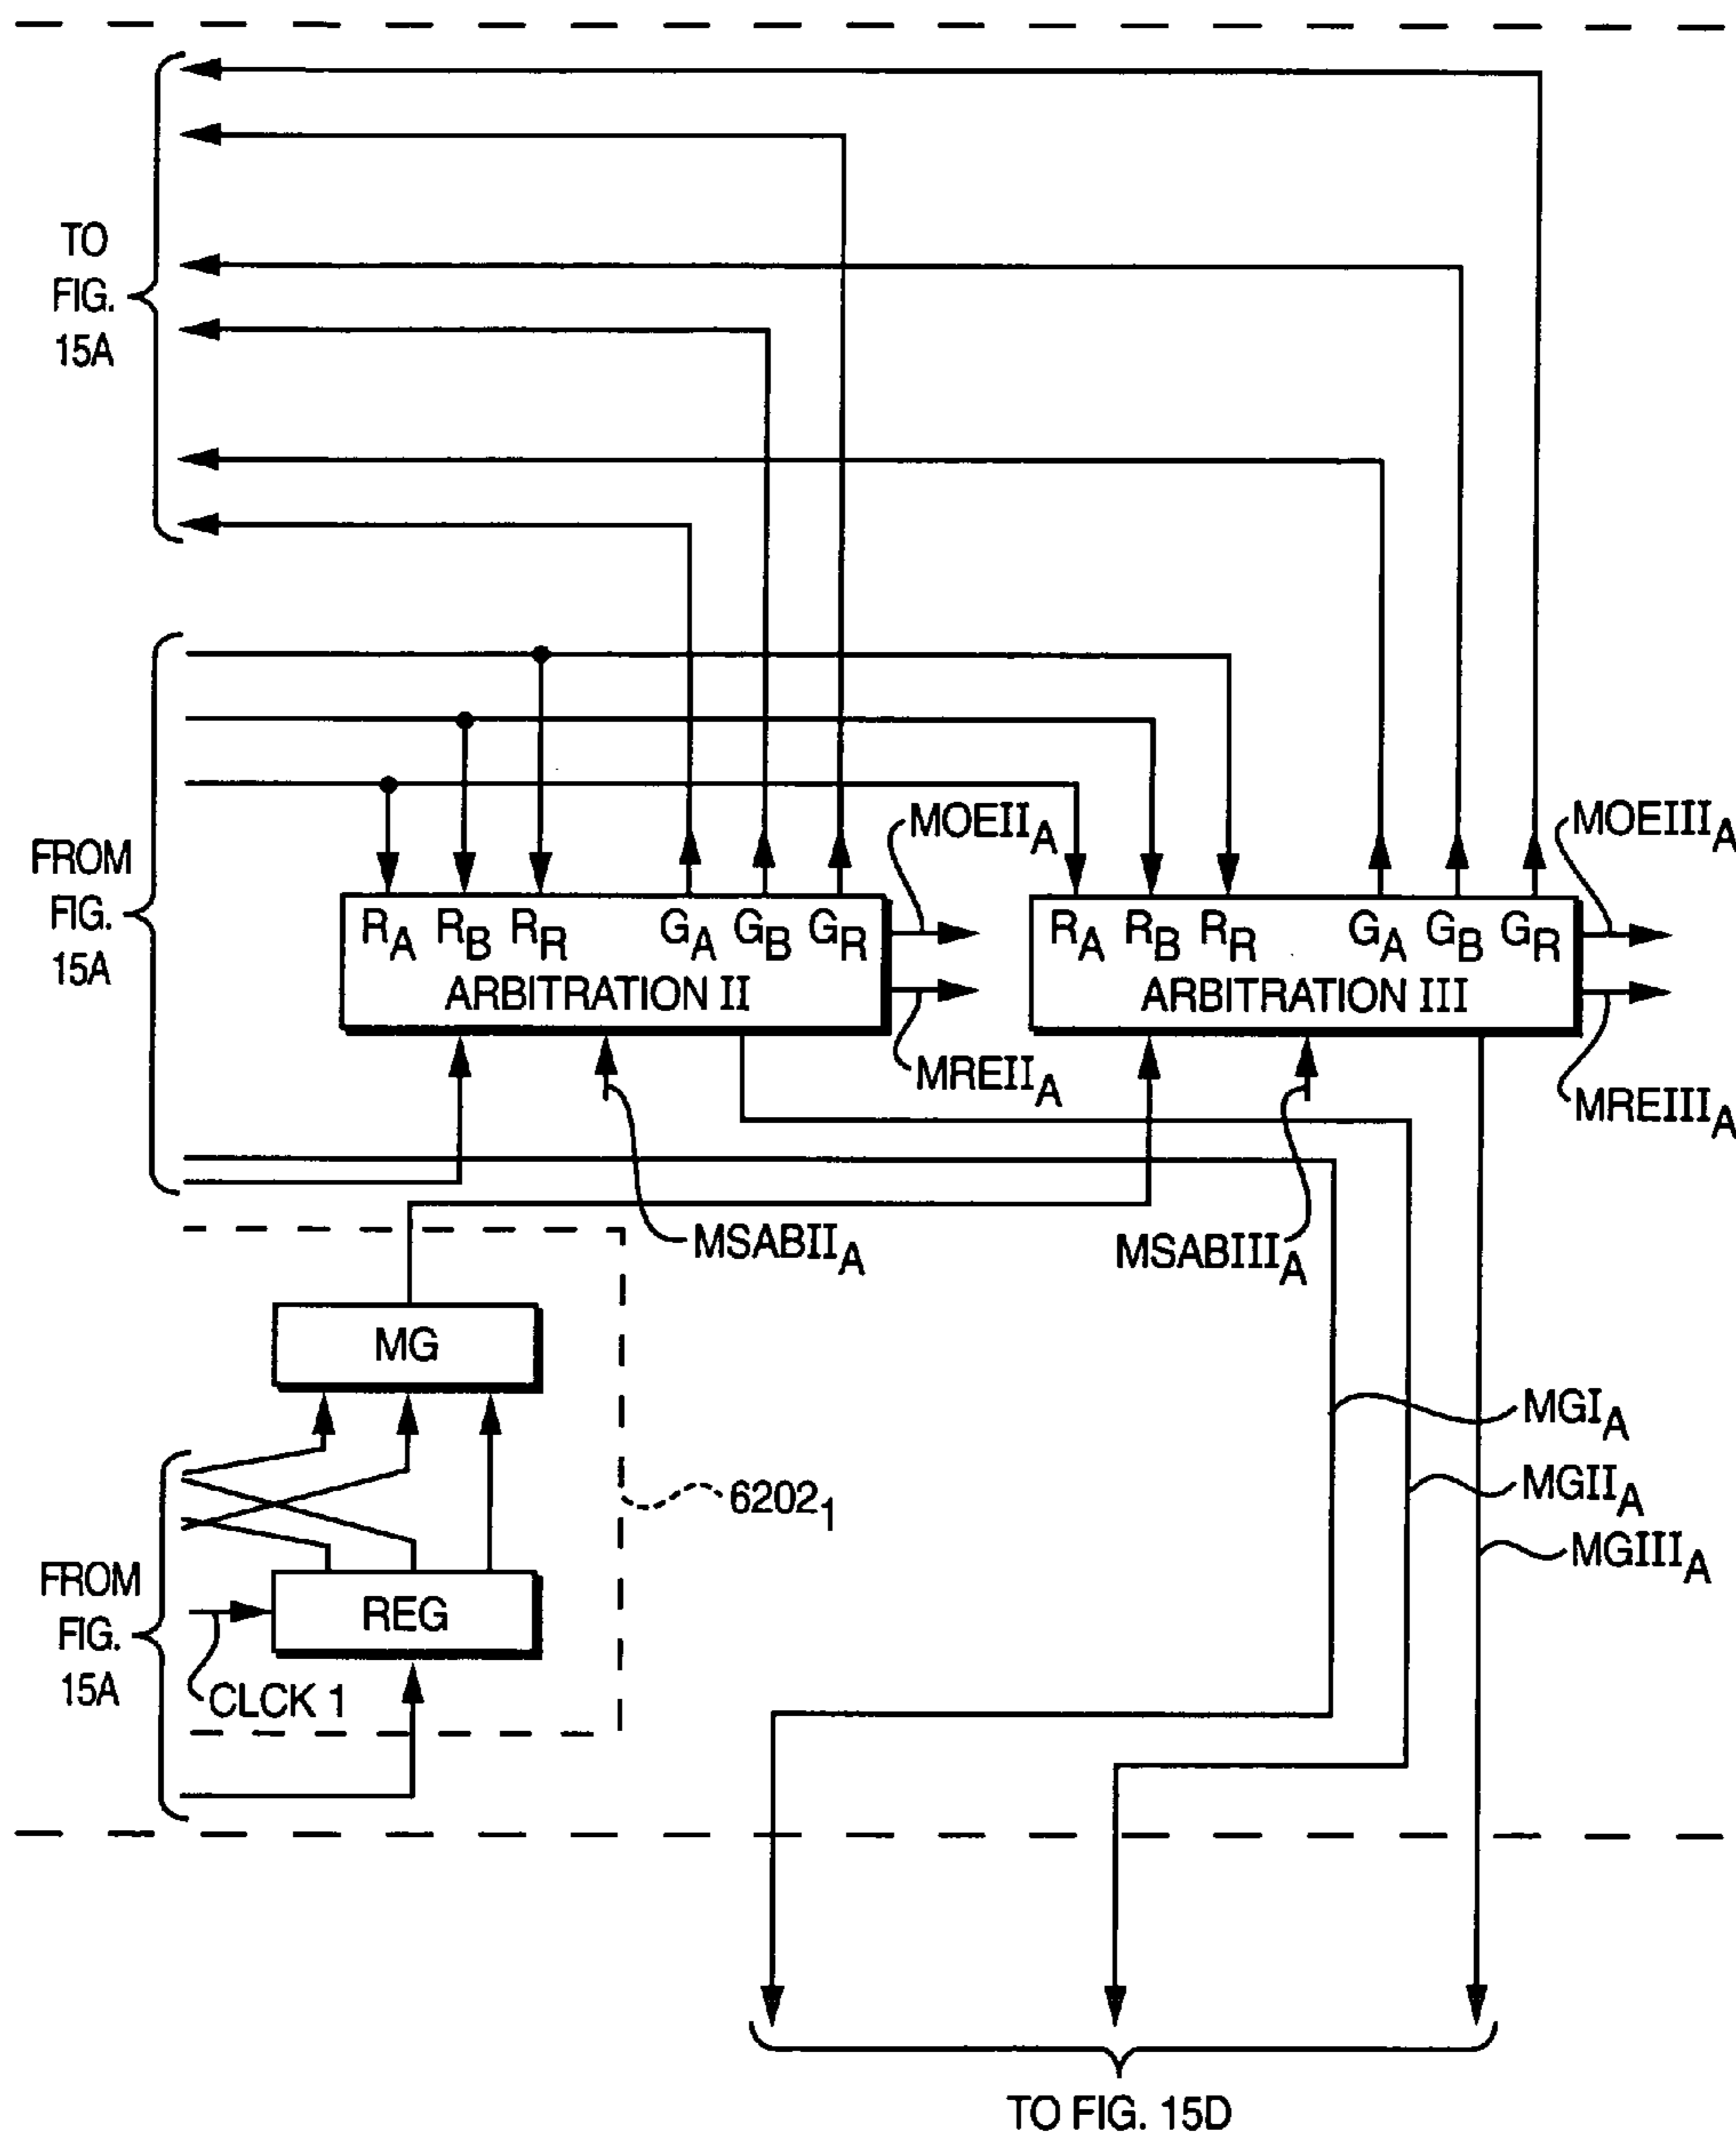 TO
FIG.
15A
FROM
FIG.
15A
MOEII_A
MOEIII_A
R_A R_B R_R G_A G_B G_R
ARBITRATION II
R_A R_B R_R G_A G_B G_R
ARBITRATION III
MREII_A
MREIII_A
MSABII_A
MSABIII_A
MG
MGI_A
MGII_A
6202_1
MGIII_A
FROM
FIG.
15A
REG
CLCK 1
TO FIG. 15D